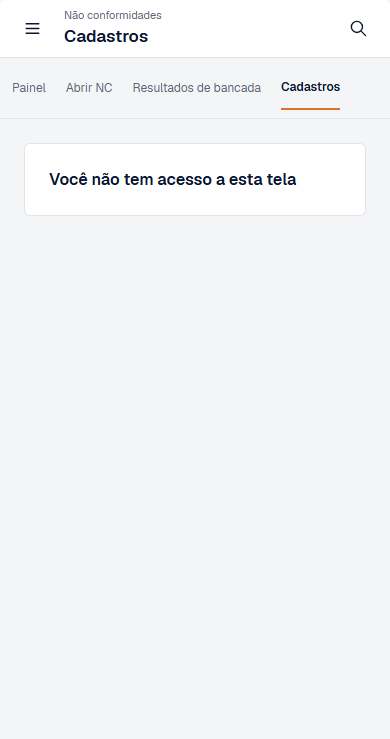 Não conformidades
Cadastros
Painel
Abrir NC
Resultados de bancada
Cadastros
Você não tem acesso a esta tela